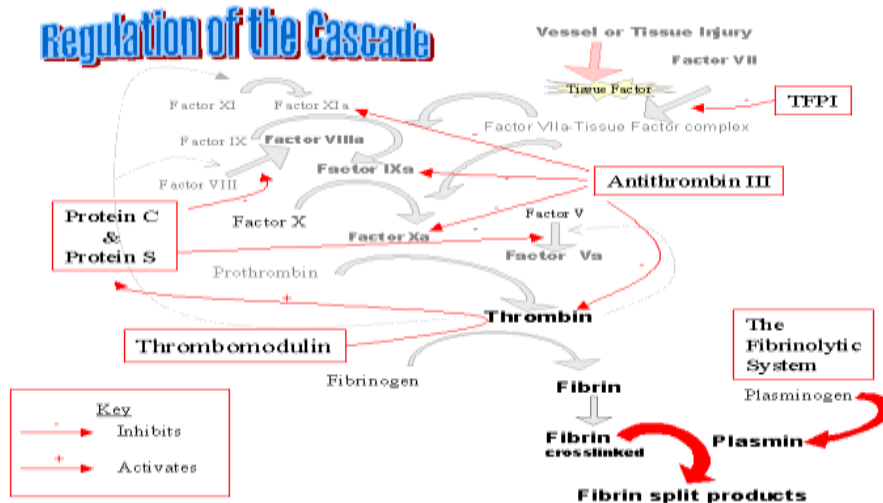 Regulation of the Cascade
Vessel or Tissue Injury
Factor VII
Tissue Factor
TFPI
Factor XI
Factor XIa
Factor VIIa-Tissue Factor complex
Factor IX
Factor VIIIa
Factor IXa
Factor VIII
Antithrombin III
Protein C
&
Protein S
Factor X
Factor V
Factor Xa
Factor Va
Prothrombin
+
Thrombin
Thrombomodulin
The
Fibrinolytic
System
Fibrinogen
Fibrin
Plasminogen
Key
- Inhibits
+ Activates
Fibrin
crosslinked
Plasmin
Fibrin split products